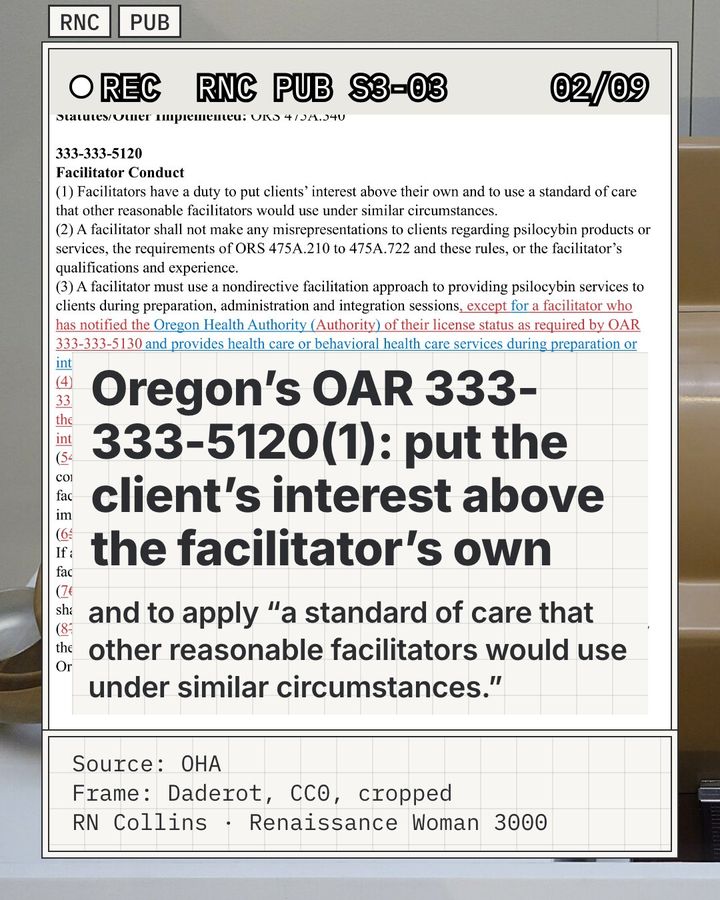 RNC PUB
REC RNC PUB S3-03 02/09
Statutes/Other Implemented: ORS 475A.340
333-333-5120
Facilitator Conduct
(1) Facilitators have a duty to put clients’ interest above their own and to use a standard of care
that other reasonable facilitators would use under similar circumstances.
(2) A facilitator shall not make any misrepresentations to clients regarding psilocybin products or
services, the requirements of ORS 475A.210 to 475A.722 and these rules, or the facilitator’s
qualifications and experience.
(3) A facilitator must use a nondirective facilitation approach to providing psilocybin services to
clients during preparation, administration and integration sessions, except for a facilitator who
has notified the Oregon Health Authority (Authority) of their license status as required by OAR
333-333-5130 and provides health care or behavioral health care services during preparation or
int
(4)
33
the
int
Oregon’s OAR 333-
333-5120(1): put the
client’s interest above
the facilitator’s own
and to apply “a standard of care that
other reasonable facilitators would use
under similar circumstances.”
Source: OHA
Frame: Daderot, CC0, cropped
RN Collins · Renaissance Woman 3000